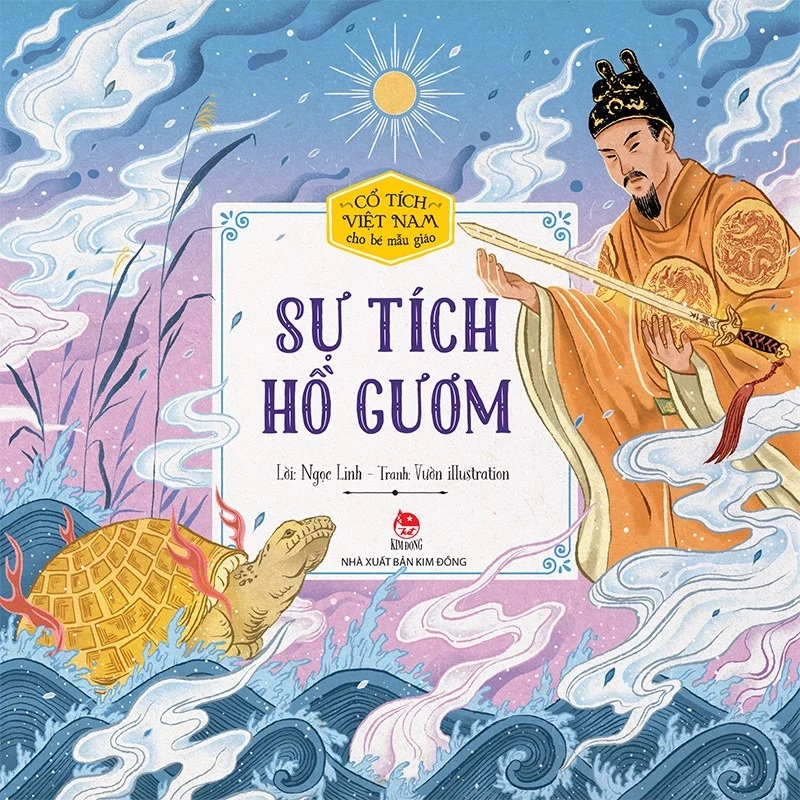 CỔ TÍCH
VIỆT NAM
cho bé mẫu giáo
SỰ TÍCH
HỒ GƯƠM
Lời: Ngọc Linh - Tranh: Vườn illustration
KIM ĐỒNG
NHÀ XUẤT BẢN KIM ĐỒNG